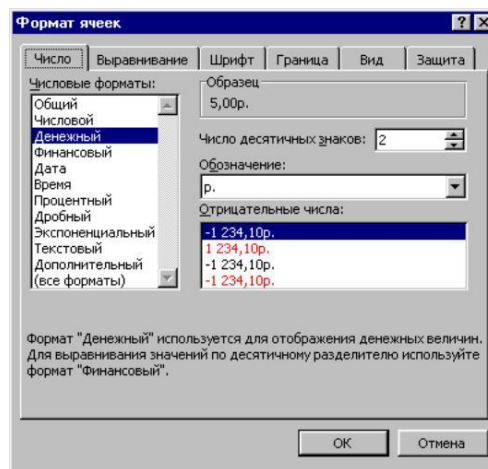 Формат ячеек
Число
Выравнивание
Шрифт
Граница
Вид
Защита
Числовые форматы:
Общий
Числовой
Денежный
Финансовый
Дата
Время
Процентный
Дробный
Экспоненциальный
Текстовый
Дополнительный
(все форматы)
Образец
5,00р.
Число десятичных знаков: 2
Обозначение:
р.
Отрицательные числа:
-1 234,10р.
1 234,10р.
-1 234,10р.
-1 234,10р.
Формат "Денежный" используется для отображения денежных величин.
Для выравнивания значений по десятичному разделителю используйте
формат "Финансовый".
ОК
Отмена